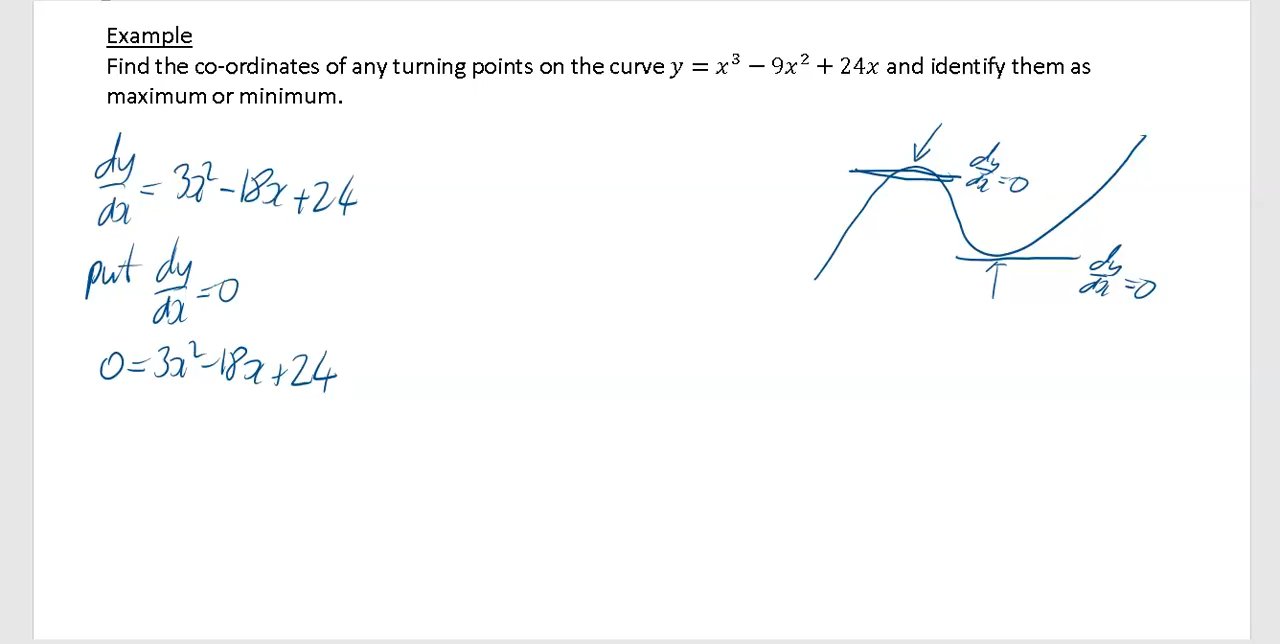 Example
Find the co-ordinates of any turning points on the curve y = x³ − 9x² + 24x and identify them as
maximum or minimum.
dy/dx = 3x² - 18x + 24
put dy/dx = 0
0 = 3x² - 18x + 24
dy/dx = 0
dy/dx = 0